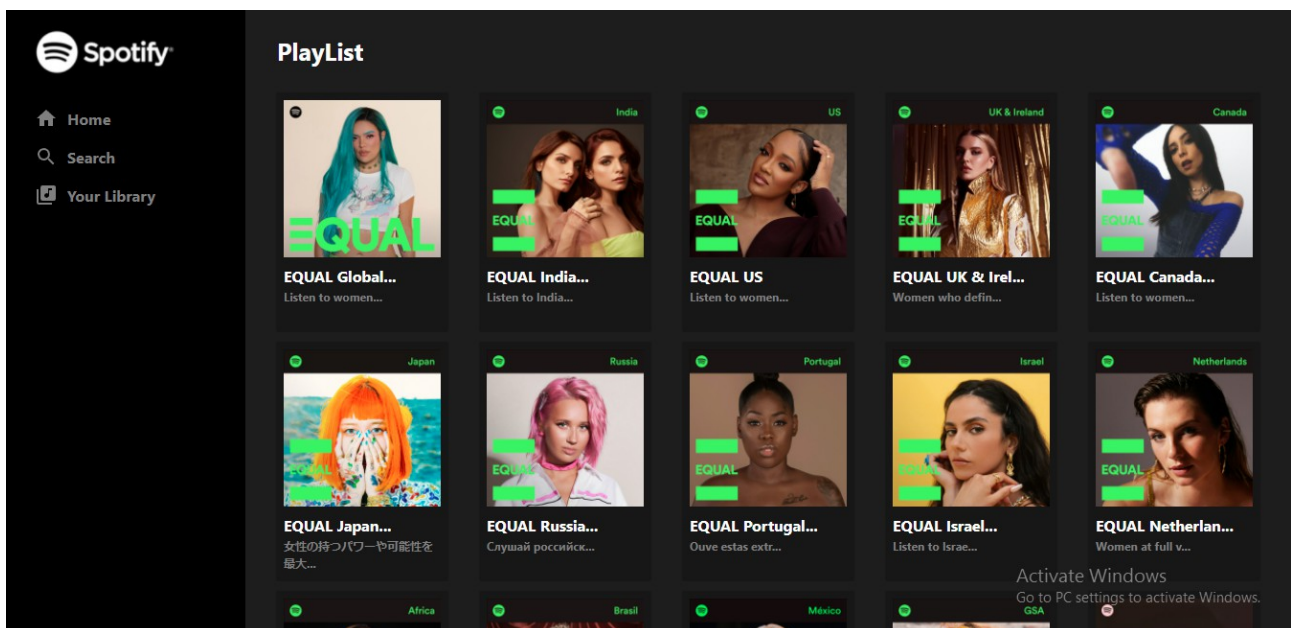 Spotify
PlayList
Home
Search
Your Library
EQUAL
India
EQUAL
US
EQUAL
UK & Ireland
EQUAL
Canada
EQUAL
EQUAL Global...
Listen to women...
EQUAL India...
Listen to India...
EQUAL US
Listen to women...
EQUAL UK & Irel...
Women who defin...
EQUAL Canada...
Listen to women...
Japan
EQUAL
Russia
EQUAL
Portugal
EQUAL
Israel
EQUAL
Netherlands
EQUAL
EQUAL Japan...
女性の持つパワーや可能性を
最大...
EQUAL Russia...
Слушай российск...
EQUAL Portugal...
Ouve estas extr...
EQUAL Israel...
Listen to Israe...
EQUAL Netherlan...
Women at full v...
Activate Windows
Go to PC settings to activate Windows.
Africa
Brasil
México
GSA